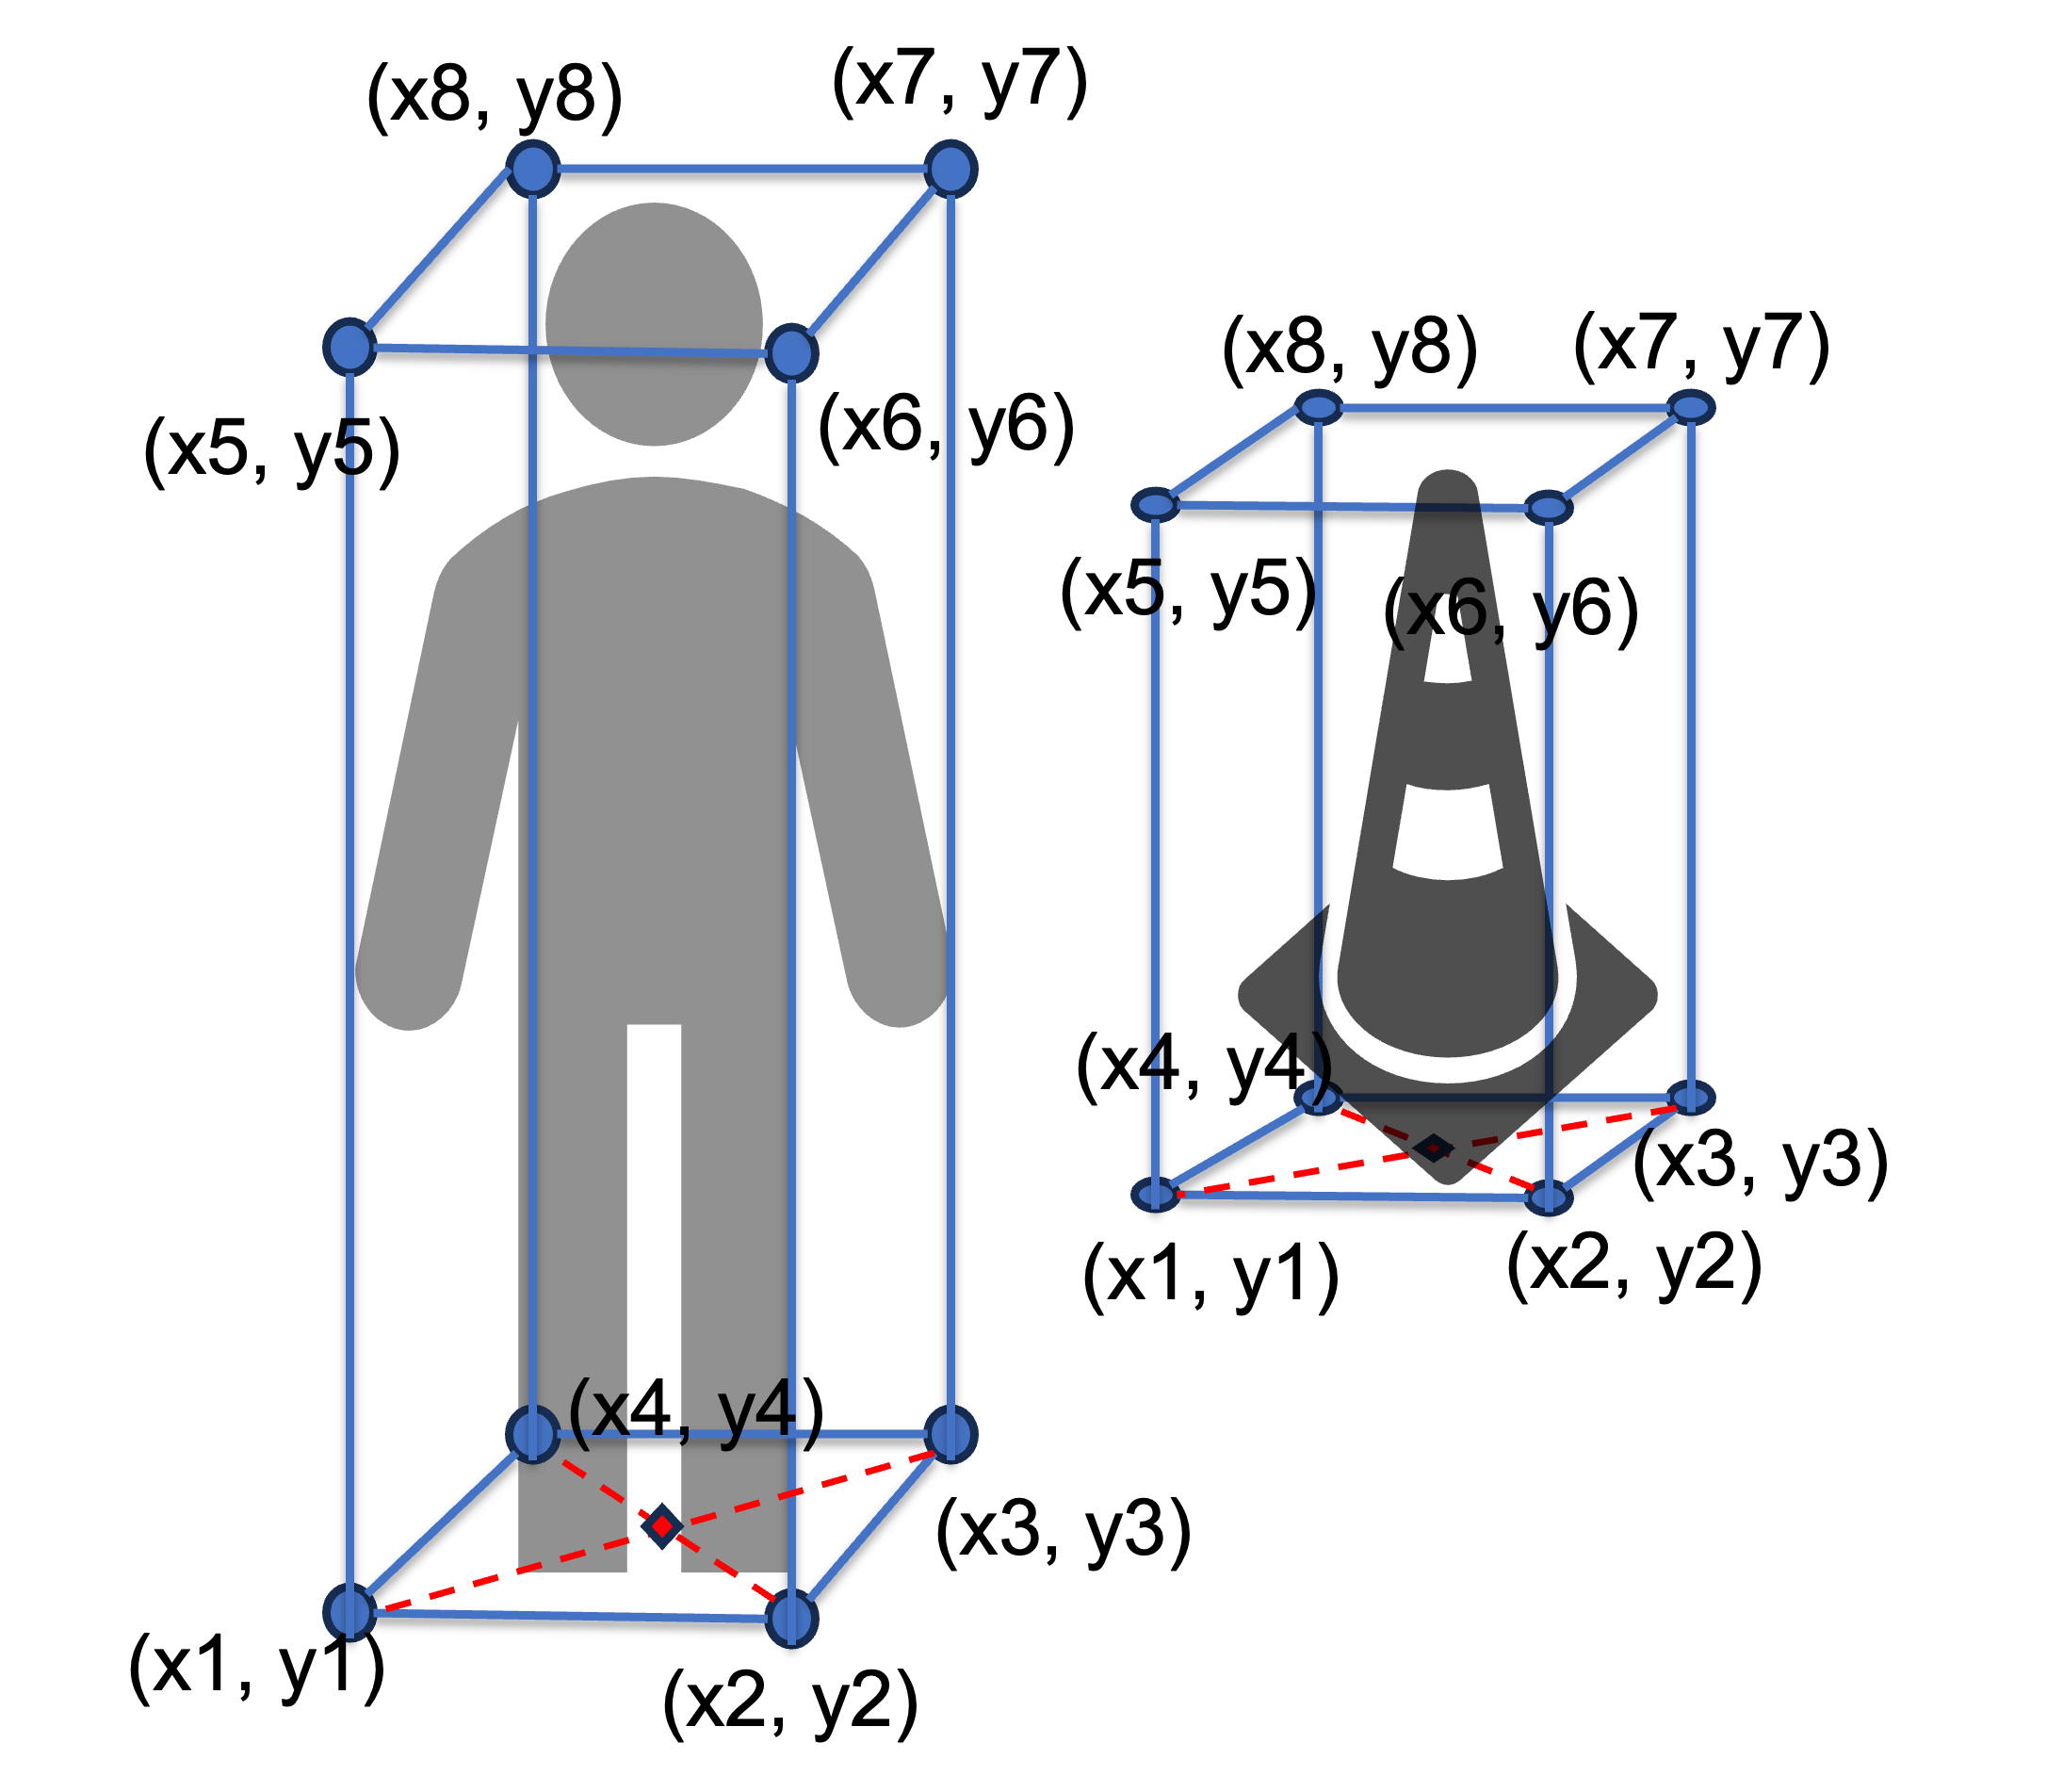 (x8, y8)
(x7, y7)
(x5, y5)
(x6, y6)
(x4, y4)
(x3, y3)
(x1, y1)
(x2, y2)
(x8, y8)
(x7, y7)
(x5, y5)
(x6, y6)
(x4, y4)
(x3, y3)
(x1, y1)
(x2, y2)